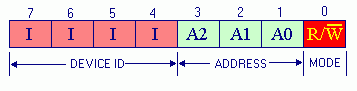 7 6 5 4 3 2 1 0
I I I I A2 A1 A0 R/W̅
DEVICE ID ADDRESS MODE